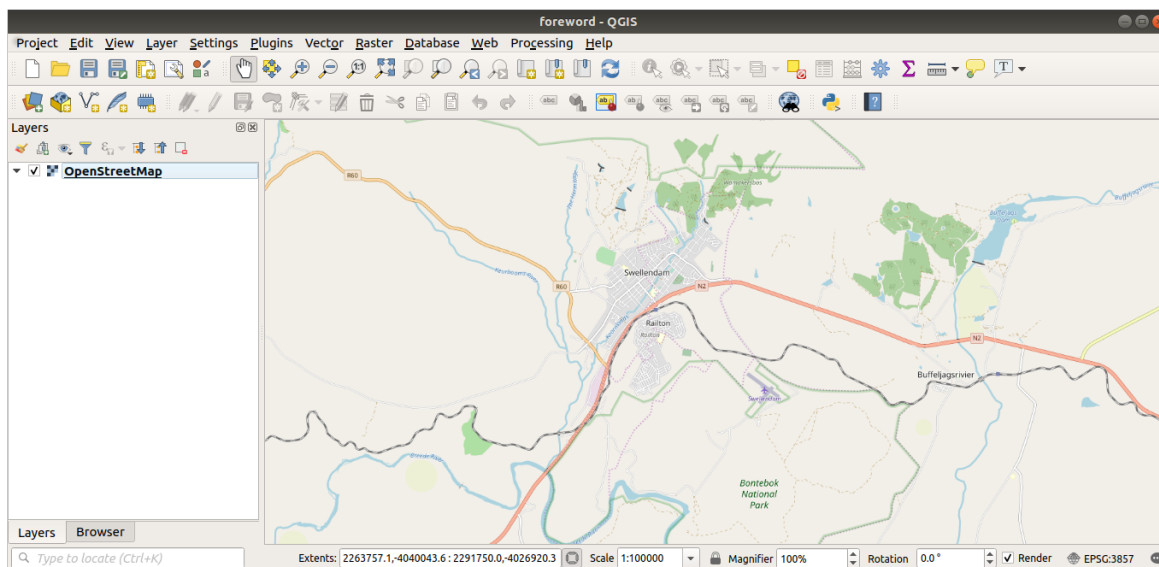 foreword - QGIS
Project Edit View Layer Settings Plugins Vector Raster Database Web Processing Help
Layers
OpenStreetMap
R60
Swellendam
R60
N2
Railton
Railton
N2
Buffeljagsrivier
Swellendam
Bontebok
National
Park
Layers Browser
Type to locate (Ctrl+K)
Extents: 2263757.1,-4040043.6 : 2291750.0,-4026920.3 Scale 1:100000 Magnifier 100% Rotation 0.0 ° Render EPSG:3857